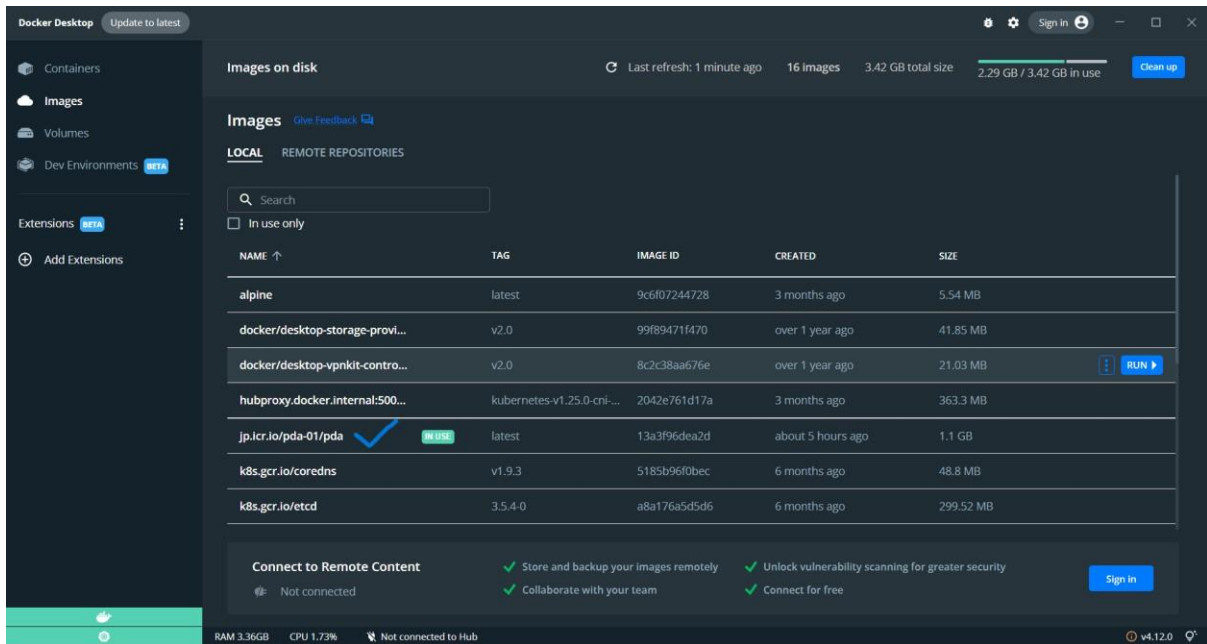 Docker Desktop Update to latest Sign in
Containers
Images
Volumes
Dev Environments BETA
Extensions BETA
Add Extensions
Images on disk Last refresh: 1 minute ago 16 images 3.42 GB total size 2.29 GB / 3.42 GB in use Clean up
Images Give Feedback
LOCAL REMOTE REPOSITORIES
Search
In use only
NAME TAG IMAGE ID CREATED SIZE
alpine latest 9c6f07244728 3 months ago 5.54 MB
docker/desktop-storage-provi... v2.0 99f89471f470 over 1 year ago 41.85 MB
docker/desktop-vpnkit-contro... v2.0 8c2c38aa676e over 1 year ago 21.03 MB RUN
hubproxy.docker.internal:500... kubernetes-v1.25.0-cni-... 2042e761d17a 3 months ago 363.3 MB
jp.icr.io/pda-01/pda IN USE latest 13a3f96dea2d about 5 hours ago 1.1 GB
k8s.gcr.io/coredns v1.9.3 5185b96f0bec 6 months ago 48.8 MB
k8s.gcr.io/etcd 3.5.4-0 a8a176a5d5d6 6 months ago 299.52 MB
Connect to Remote Content
Not connected
Store and backup your images remotely
Collaborate with your team
Unlock vulnerability scanning for greater security
Connect for free
Sign in
RAM 3.36GB CPU 1.73% Not connected to Hub v4.12.0